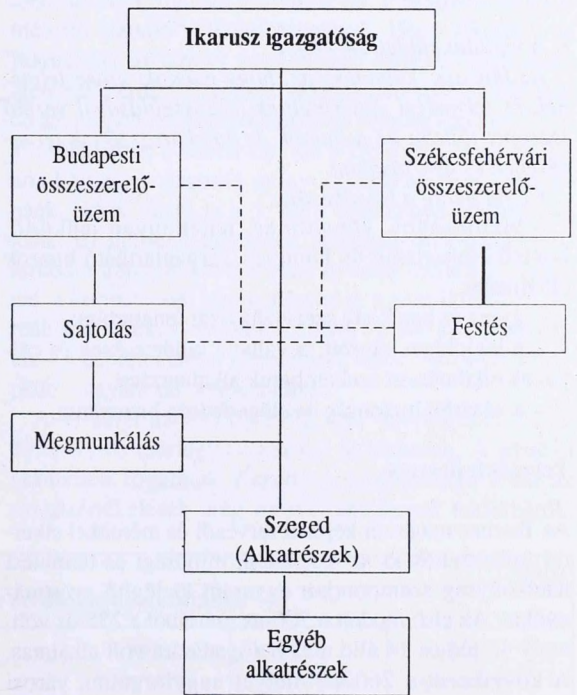 Ikarusz igazgatóság
Budapesti
összeszerelő-
üzem
Székesfehérvári
összeszerelő-
üzem
Sajtolás
Festés
Megmunkálás
Szeged
(Alkatrészek)
Egyéb
alkatrészek